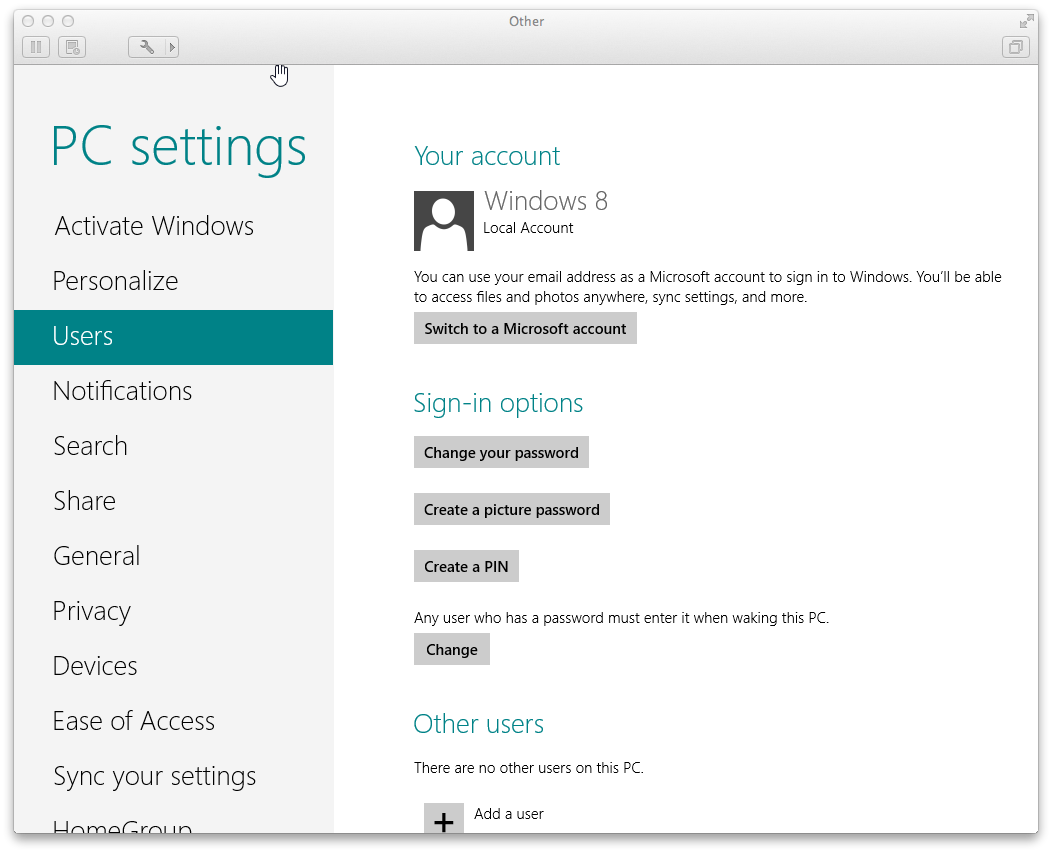 Other
PC settings
Activate Windows
Personalize
Users
Notifications
Search
Share
General
Privacy
Devices
Ease of Access
Sync your settings
HomeGroup
Your account
Windows 8
Local Account
You can use your email address as a Microsoft account to sign in to Windows. You'll be able
to access files and photos anywhere, sync settings, and more.
Switch to a Microsoft account
Sign-in options
Change your password
Create a picture password
Create a PIN
Any user who has a password must enter it when waking this PC.
Change
Other users
There are no other users on this PC.
Add a user